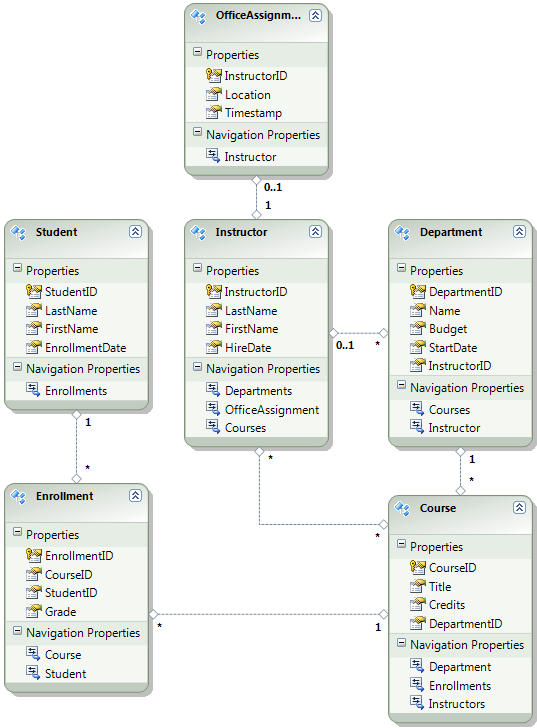 OfficeAssignm...
Properties
InstructorID
Location
Timestamp
Navigation Properties
Instructor
0..1
1
Student
Properties
StudentID
LastName
FirstName
EnrollmentDate
Navigation Properties
Enrollments
1
*
Instructor
Properties
InstructorID
LastName
FirstName
HireDate
Navigation Properties
Departments
OfficeAssignment
Courses
0..1
*
*
*
Department
Properties
DepartmentID
Name
Budget
StartDate
InstructorID
Navigation Properties
Courses
Instructor
1
*
Enrollment
Properties
EnrollmentID
CourseID
StudentID
Grade
Navigation Properties
Course
Student
*
1
Course
Properties
CourseID
Title
Credits
DepartmentID
Navigation Properties
Department
Enrollments
Instructors